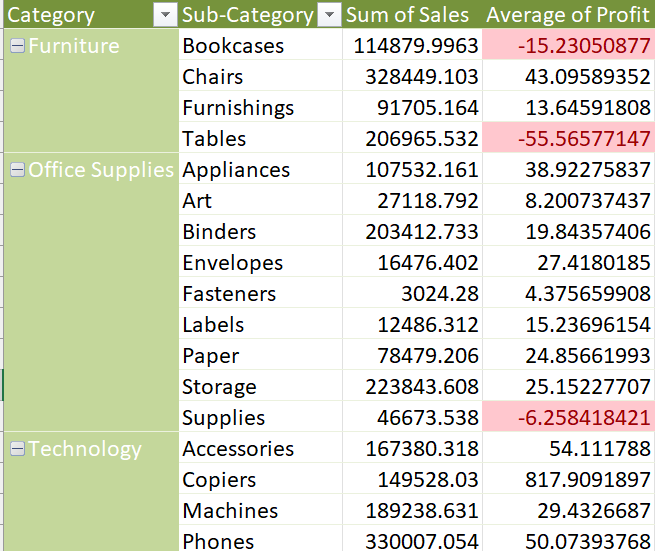 Category Sub-Category Sum of Sales Average of Profit
Furniture Bookcases 114879.9963 -15.23050877
Chairs 328449.103 43.09589352
Furnishings 91705.164 13.64591808
Tables 206965.532 -55.56577147
Office Supplies Appliances 107532.161 38.92275837
Art 27118.792 8.200737437
Binders 203412.733 19.84357406
Envelopes 16476.402 27.4180185
Fasteners 3024.28 4.375659908
Labels 12486.312 15.23696154
Paper 78479.206 24.85661993
Storage 223843.608 25.15227707
Supplies 46673.538 -6.258418421
Technology Accessories 167380.318 54.111788
Copiers 149528.03 817.9091897
Machines 189238.631 29.4326687
Phones 330007.054 50.07393768